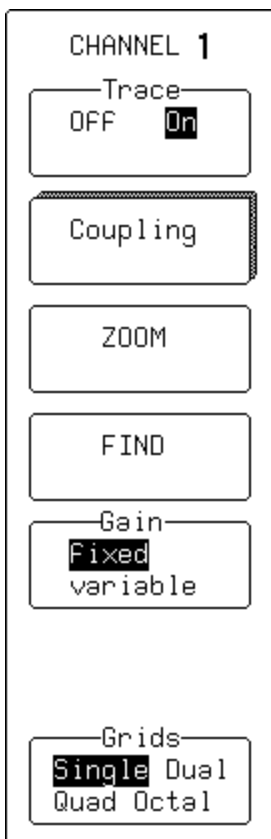 CHANNEL 1
Trace
OFF On
Coupling
ZOOM
FIND
Gain
Fixed
variable
Grids
Single Dual
Quad Octal